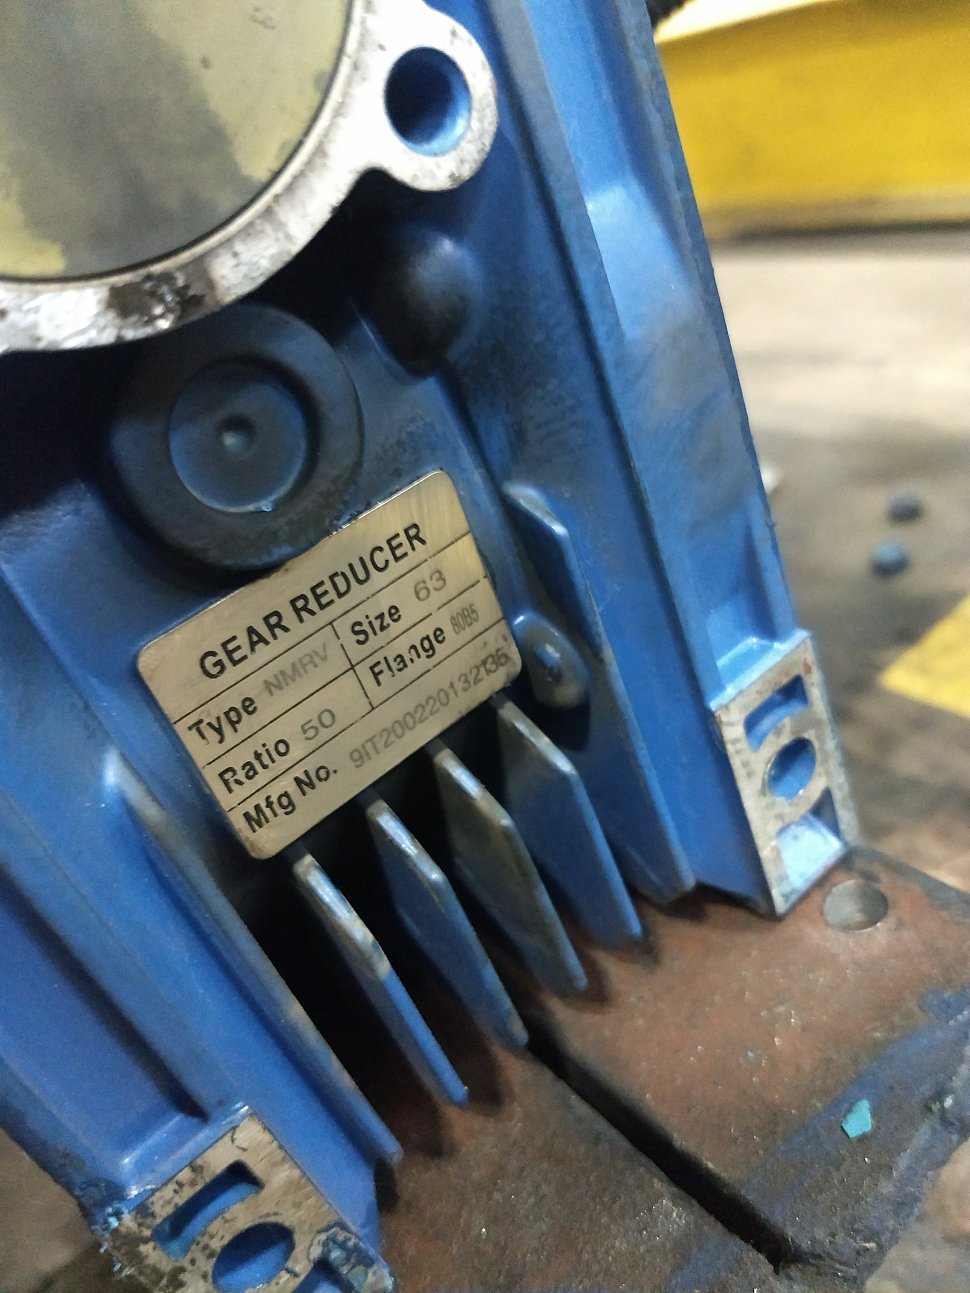 GEAR REDUCER
Type NMRV Size 63
Ratio 50 Flange 80B5
Mfg No. 9IT200220132136